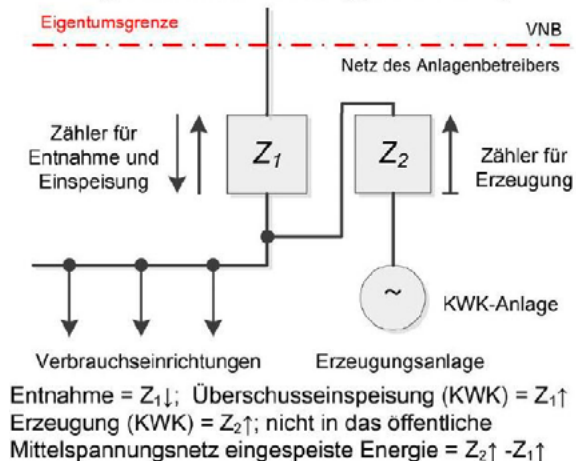 Eigentumsgrenze
VNB
Netz des Anlagenbetreibers
Zähler für
Entnahme und
Einspeisung
Z1
Z2
Zähler für
Erzeugung
~
KWK-Anlage
Verbrauchseinrichtungen
Erzeugungsanlage
Entnahme = Z1↓; Überschusseinspeisung (KWK) = Z1↑
Erzeugung (KWK) = Z2↑; nicht in das öffentliche
Mittelspannungsnetz eingespeiste Energie = Z2↑ -Z1↑